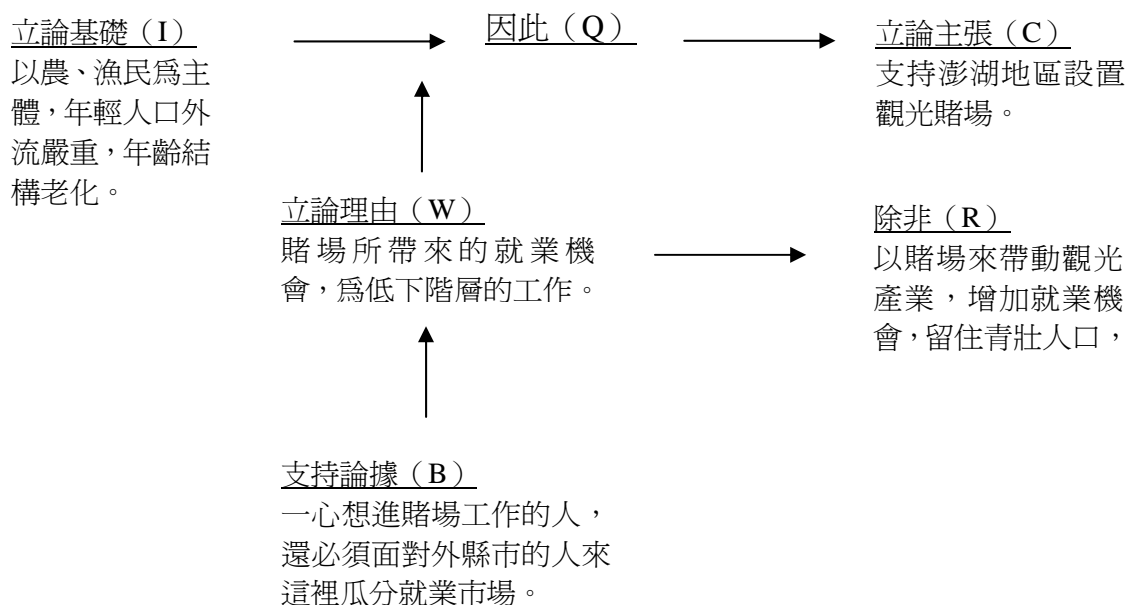 立論基礎（I）
以農、漁民爲主
體，年輕人口外
流嚴重，年齡結
構老化。
因此（Q）
立論主張（C）
支持澎湖地區設置
觀光賭場。
立論理由（W）
賭場所帶來的就業機
會，爲低下階層的工作。
除非（R）
以賭場來帶動觀光
產業，增加就業機
會，留住青壯人口，
支持論據（B）
一心想進賭場工作的人，
還必須面對外縣市的人來
這裡瓜分就業市場。